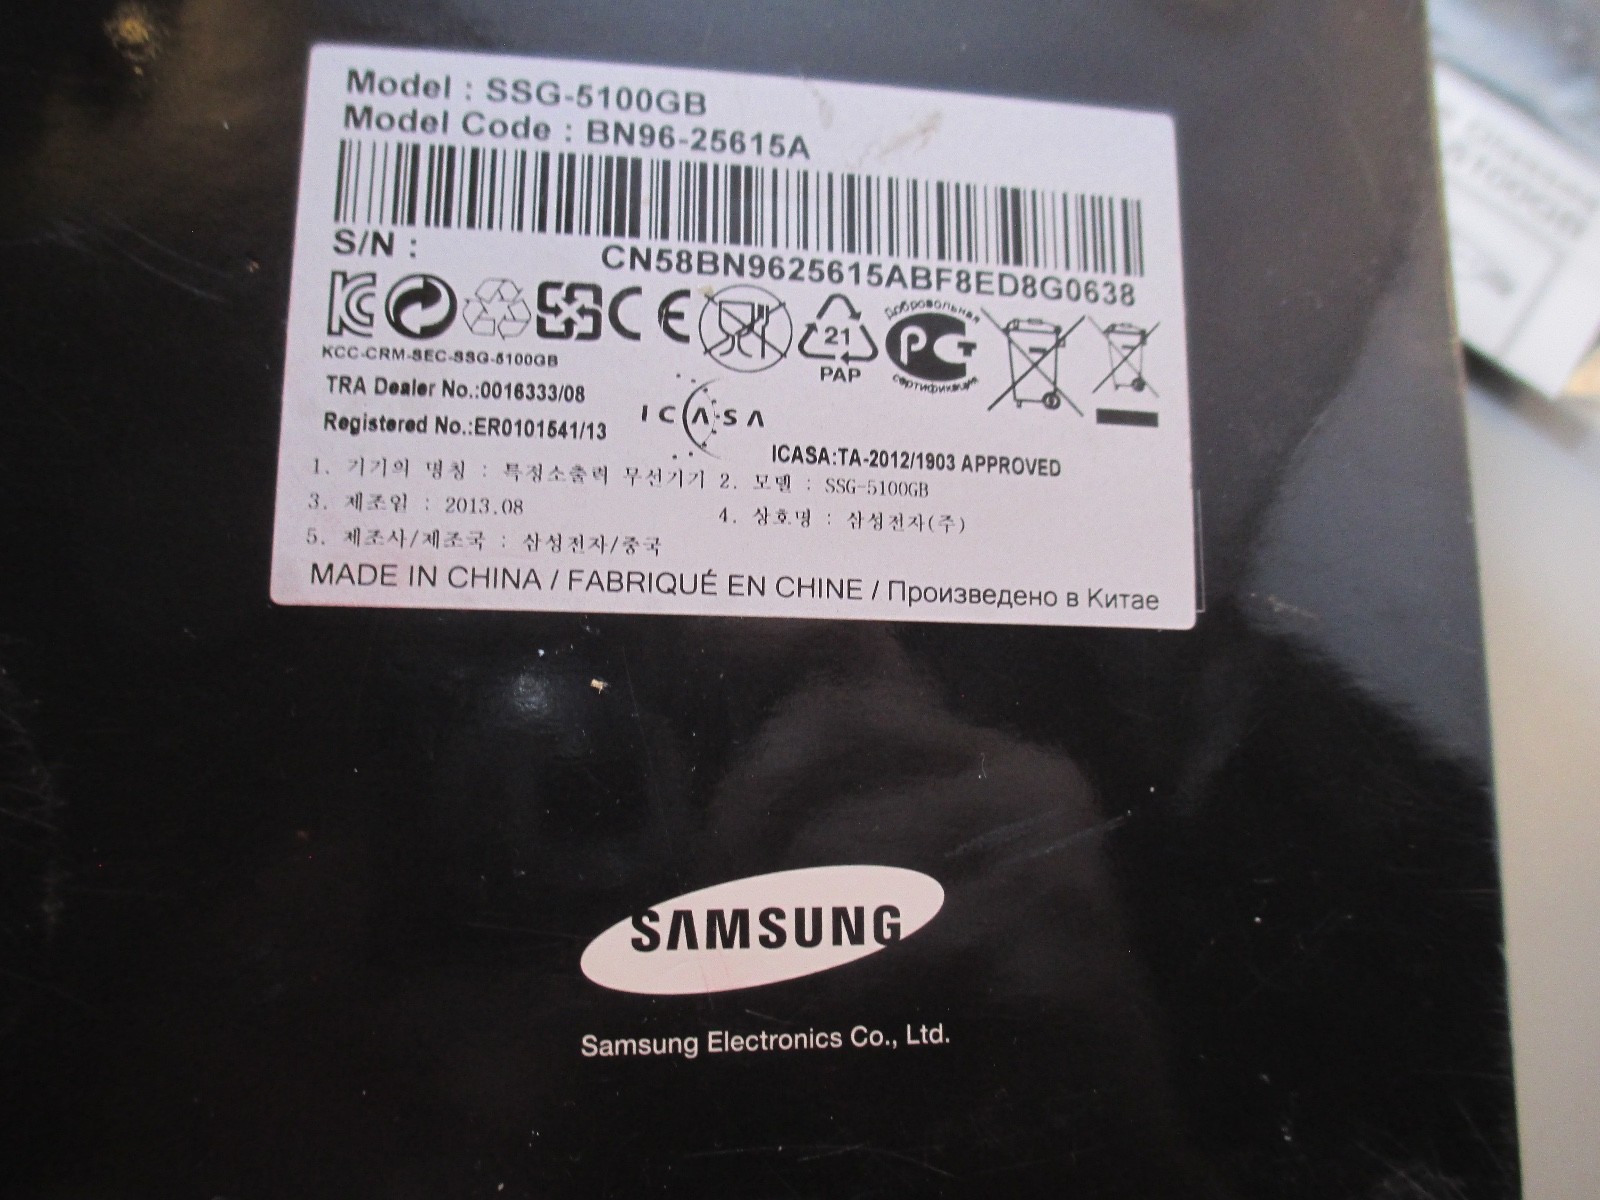 Model : SSG-5100GB
Model Code : BN96-25615A
S/N :
CN58BN9625615ABF8ED8G0638
KCC-CRM-SEC-SSG-5100GB
21
PAP
добровольная
РСТ
сертификация
TRA Dealer No.:0016333/08
Registered No.:ER0101541/13
ICASA
ICASA:TA-2012/1903 APPROVED
1. 기기의 명칭 : 특정소출력 무선기기 2. 모델 : SSG-5100GB
3. 제조일 : 2013.08
4. 상호명 : 삼성전자(주)
5. 제조사/제조국 : 삼성전자/중국
MADE IN CHINA / FABRIQUÉ EN CHINE / Произведено в Китае
SAMSUNG
Samsung Electronics Co., Ltd.